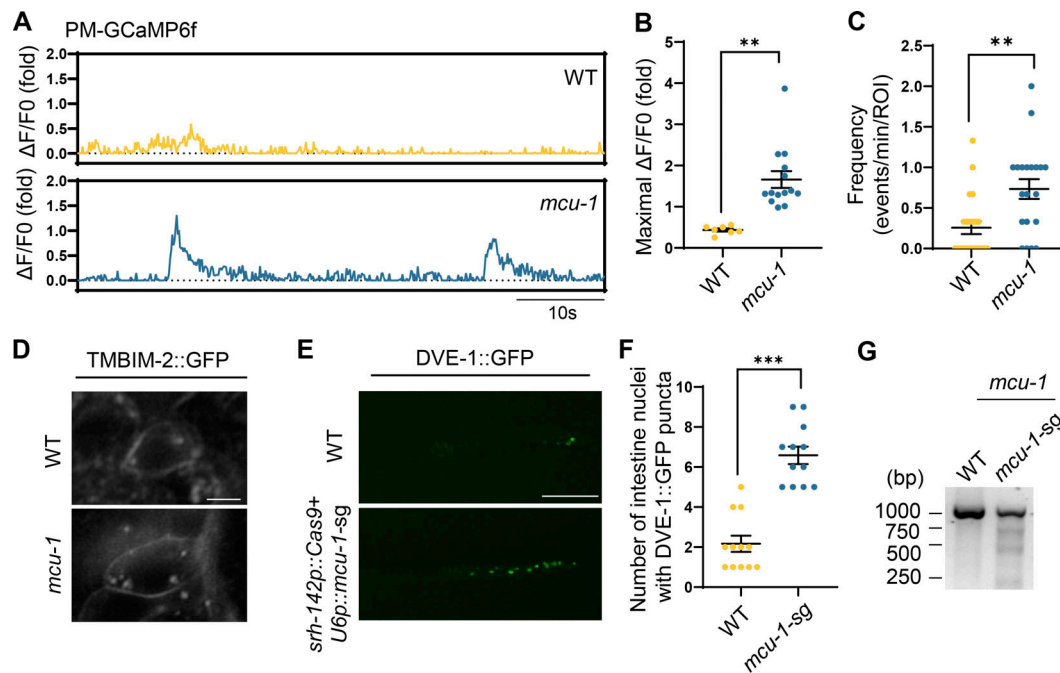 A
PM-GCaMP6f
ΔF/F0 (fold)
2.0
1.5
1.0
0.5
0.0
WT
ΔF/F0 (fold)
2.0
1.5
1.0
0.5
0.0
mcu-1
10s
B
Maximal ΔF/F0 (fold)
5
4
3
2
1
0
**
WT
mcu-1
C
Frequency
(events/min/ROI)
2.5
2.0
1.5
1.0
0.5
0.0
**
WT
mcu-1
D
TMBIM-2::GFP
WT
mcu-1
E
DVE-1::GFP
WT
srh-142p::Cas9+
U6p::mcu-1-sg
F
Number of intestine nuclei
with DVE-1::GFP puncta
10
8
6
4
2
0
***
WT
mcu-1-sg
G
mcu-1
WT
mcu-1-sg
(bp)
1000
750
500
250